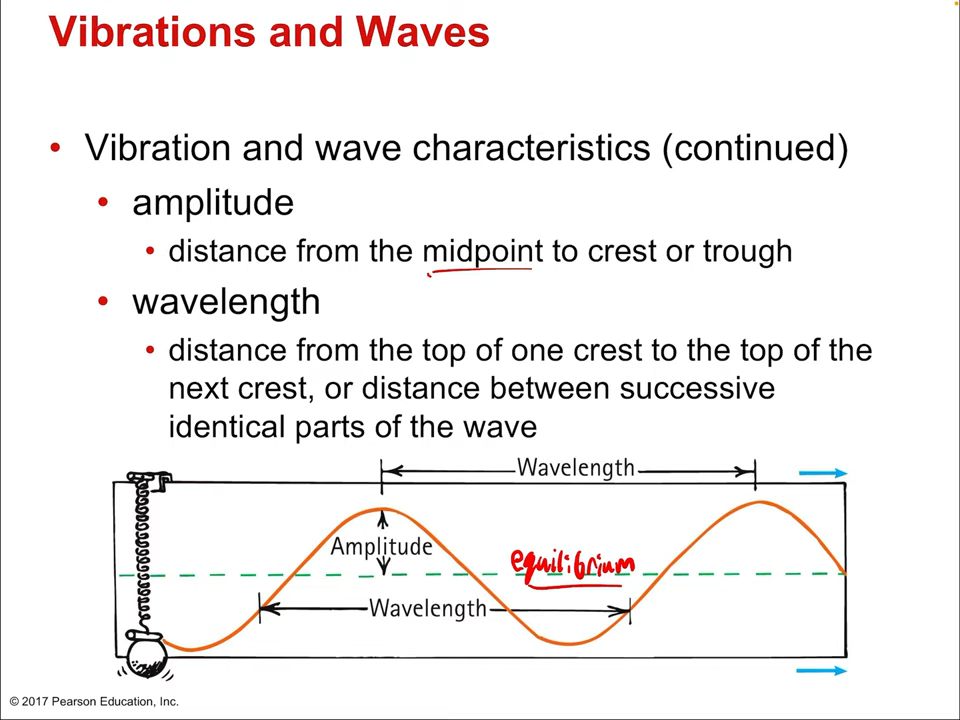 Vibrations and Waves
• Vibration and wave characteristics (continued)
• amplitude
• distance from the midpoint to crest or trough
• wavelength
• distance from the top of one crest to the top of the
next crest, or distance between successive
identical parts of the wave
Wavelength
Amplitude
equilibrium
Wavelength
© 2017 Pearson Education, Inc.